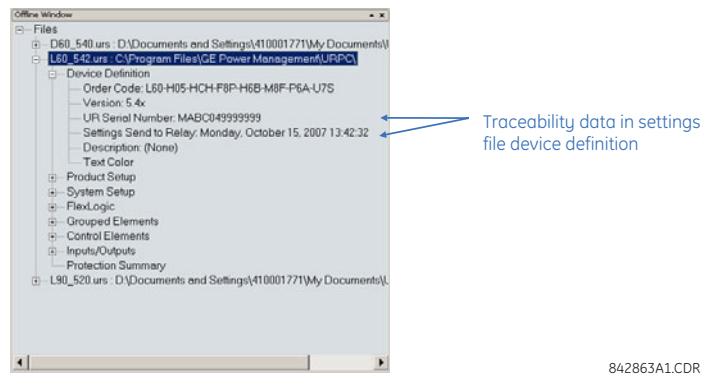 Offline Window
Files
D60_540.urs : D:\Documents and Settings\410001771\My Documents\
L60_542.urs : C:\Program Files\GE Power Management\URPC\
Device Definition
Order Code: L60-H05-HCH-F8P-H6B-M8F-P6A-U7S
Version: 5.4x
UR Serial Number: MABC049999999
Settings Send to Relay: Monday, October 15, 2007 13:42:32
Description: (None)
Text Color
Product Setup
System Setup
FlexLogic
Grouped Elements
Control Elements
Inputs/Outputs
Protection Summary
L90_520.urs : D:\Documents and Settings\410001771\My Documents\
Traceability data in settings
file device definition
842863A1.CDR